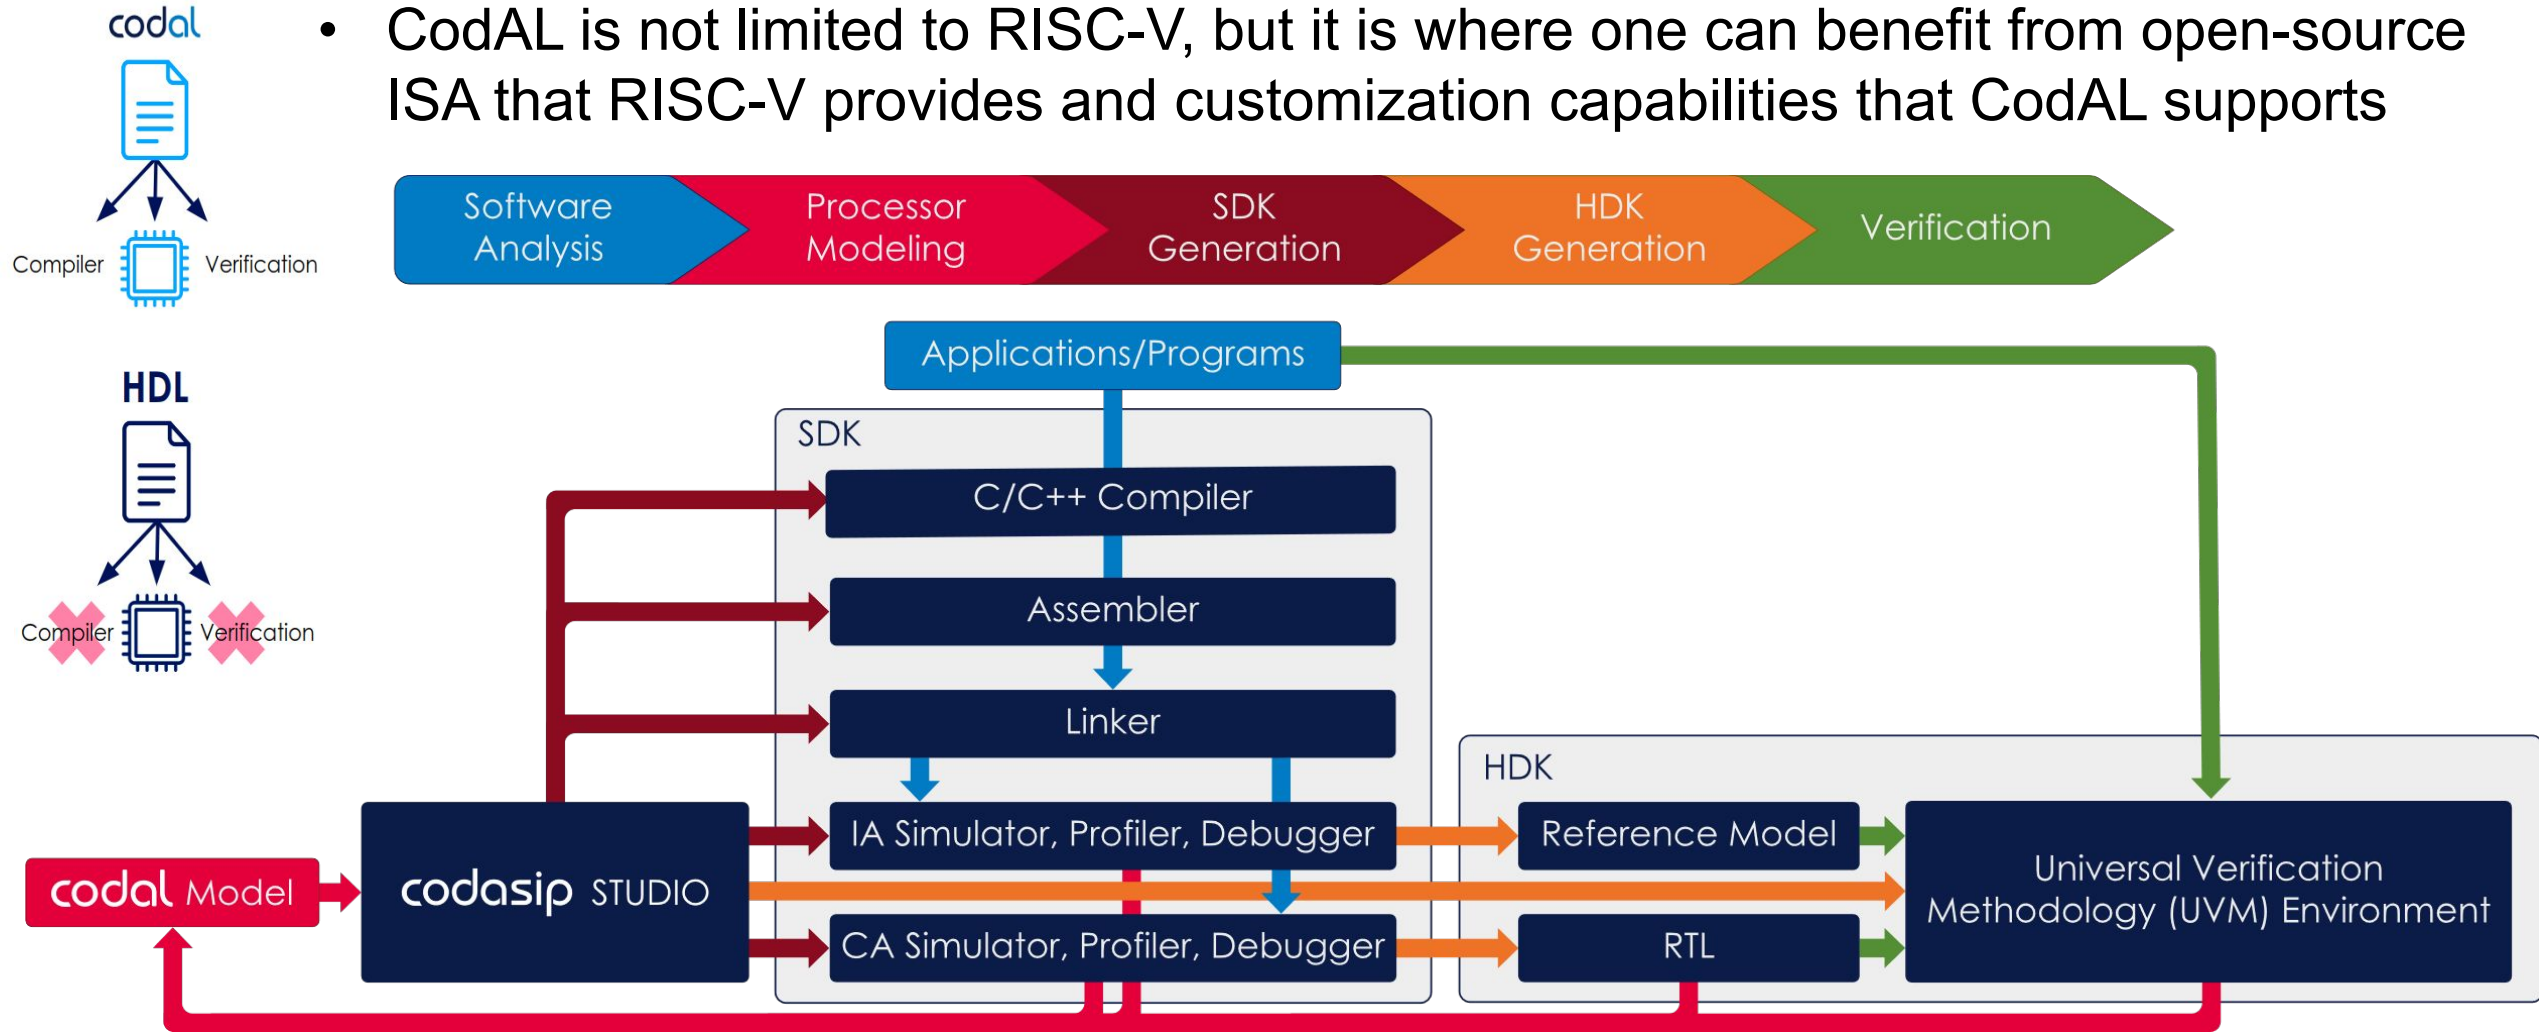 codal
• CodAL is not limited to RISC-V, but it is where one can benefit from open-source
ISA that RISC-V provides and customization capabilities that CodAL supports
Compiler
Verification
Software
Analysis
Processor
Modeling
SDK
Generation
HDK
Generation
Verification
HDL
Compiler
Verification
Applications/Programs
SDK
C/C++ Compiler
Assembler
Linker
HDK
IA Simulator, Profiler, Debugger
Reference Model
codal Model
codasip STUDIO
Universal Verification
Methodology (UVM) Environment
CA Simulator, Profiler, Debugger
RTL